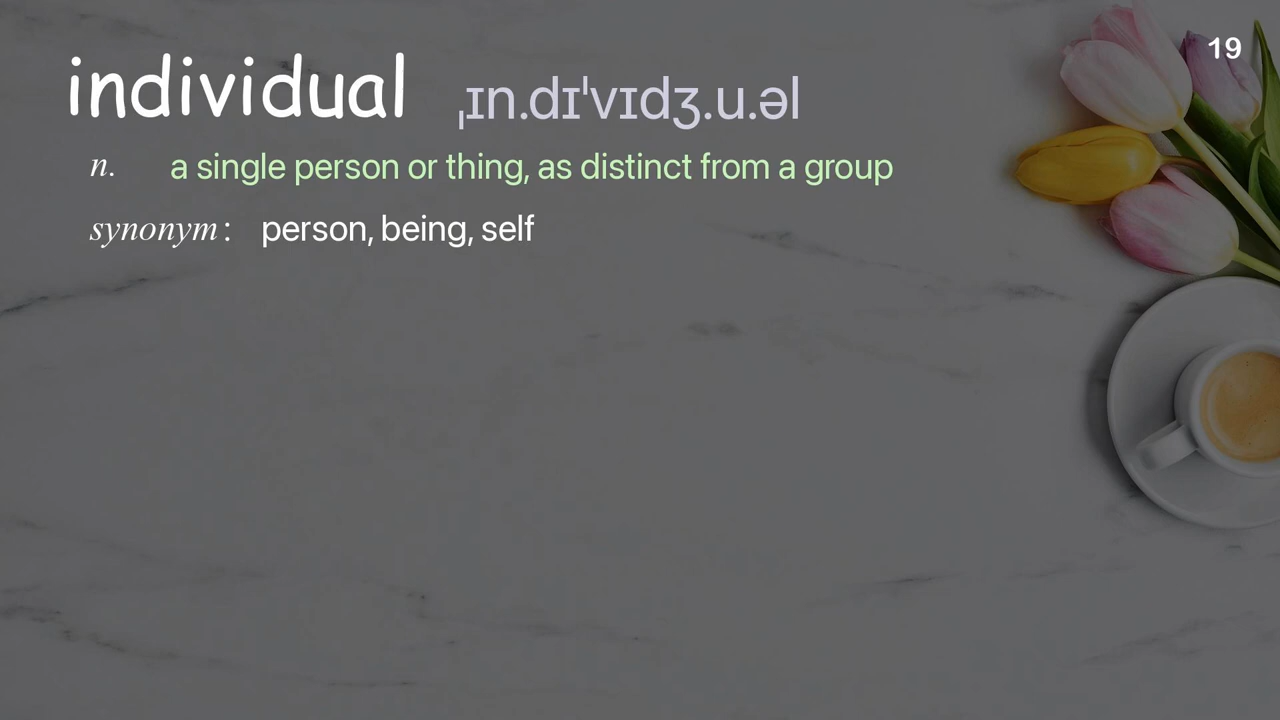 19
individual ˌɪn.dɪˈvɪdʒ.u.əl
n. a single person or thing, as distinct from a group
synonym : person, being, self